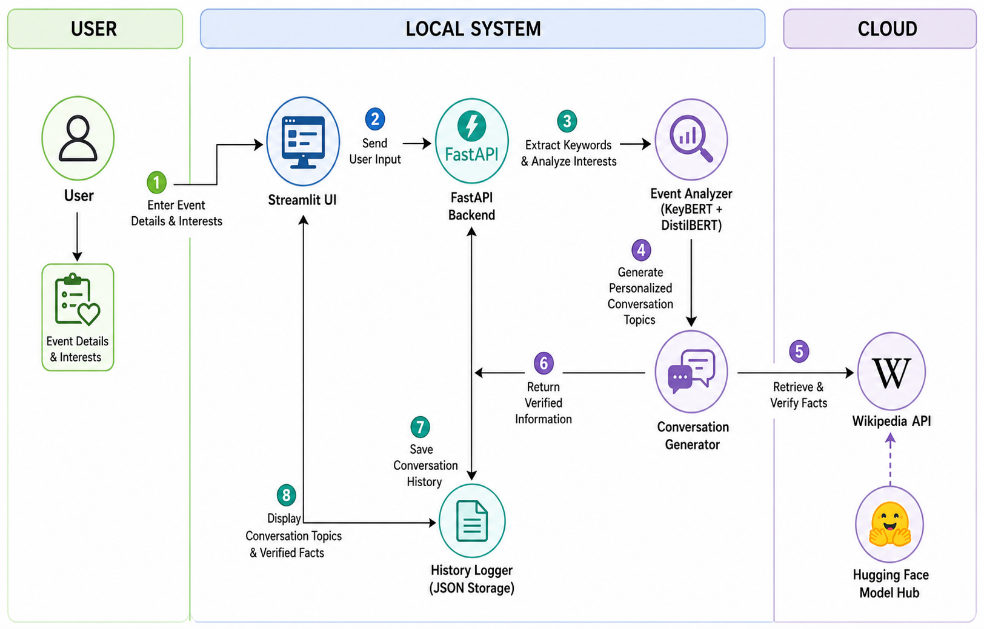 USER
LOCAL SYSTEM
CLOUD
User
1
Enter Event
Details & Interests
Event Details
& Interests
Streamlit UI
2
Send
User Input
FastAPI
FastAPI
Backend
3
Extract Keywords
& Analyze Interests
Event Analyzer
(KeyBERT +
DistilBERT)
4
Generate
Personalized
Conversation
Topics
Conversation
Generator
5
Retrieve &
Verify Facts
W
Wikipedia API
6
Return
Verified
Information
7
Save
Conversation
History
8
Display
Conversation Topics
& Verified Facts
History Logger
(JSON Storage)
Hugging Face
Model Hub